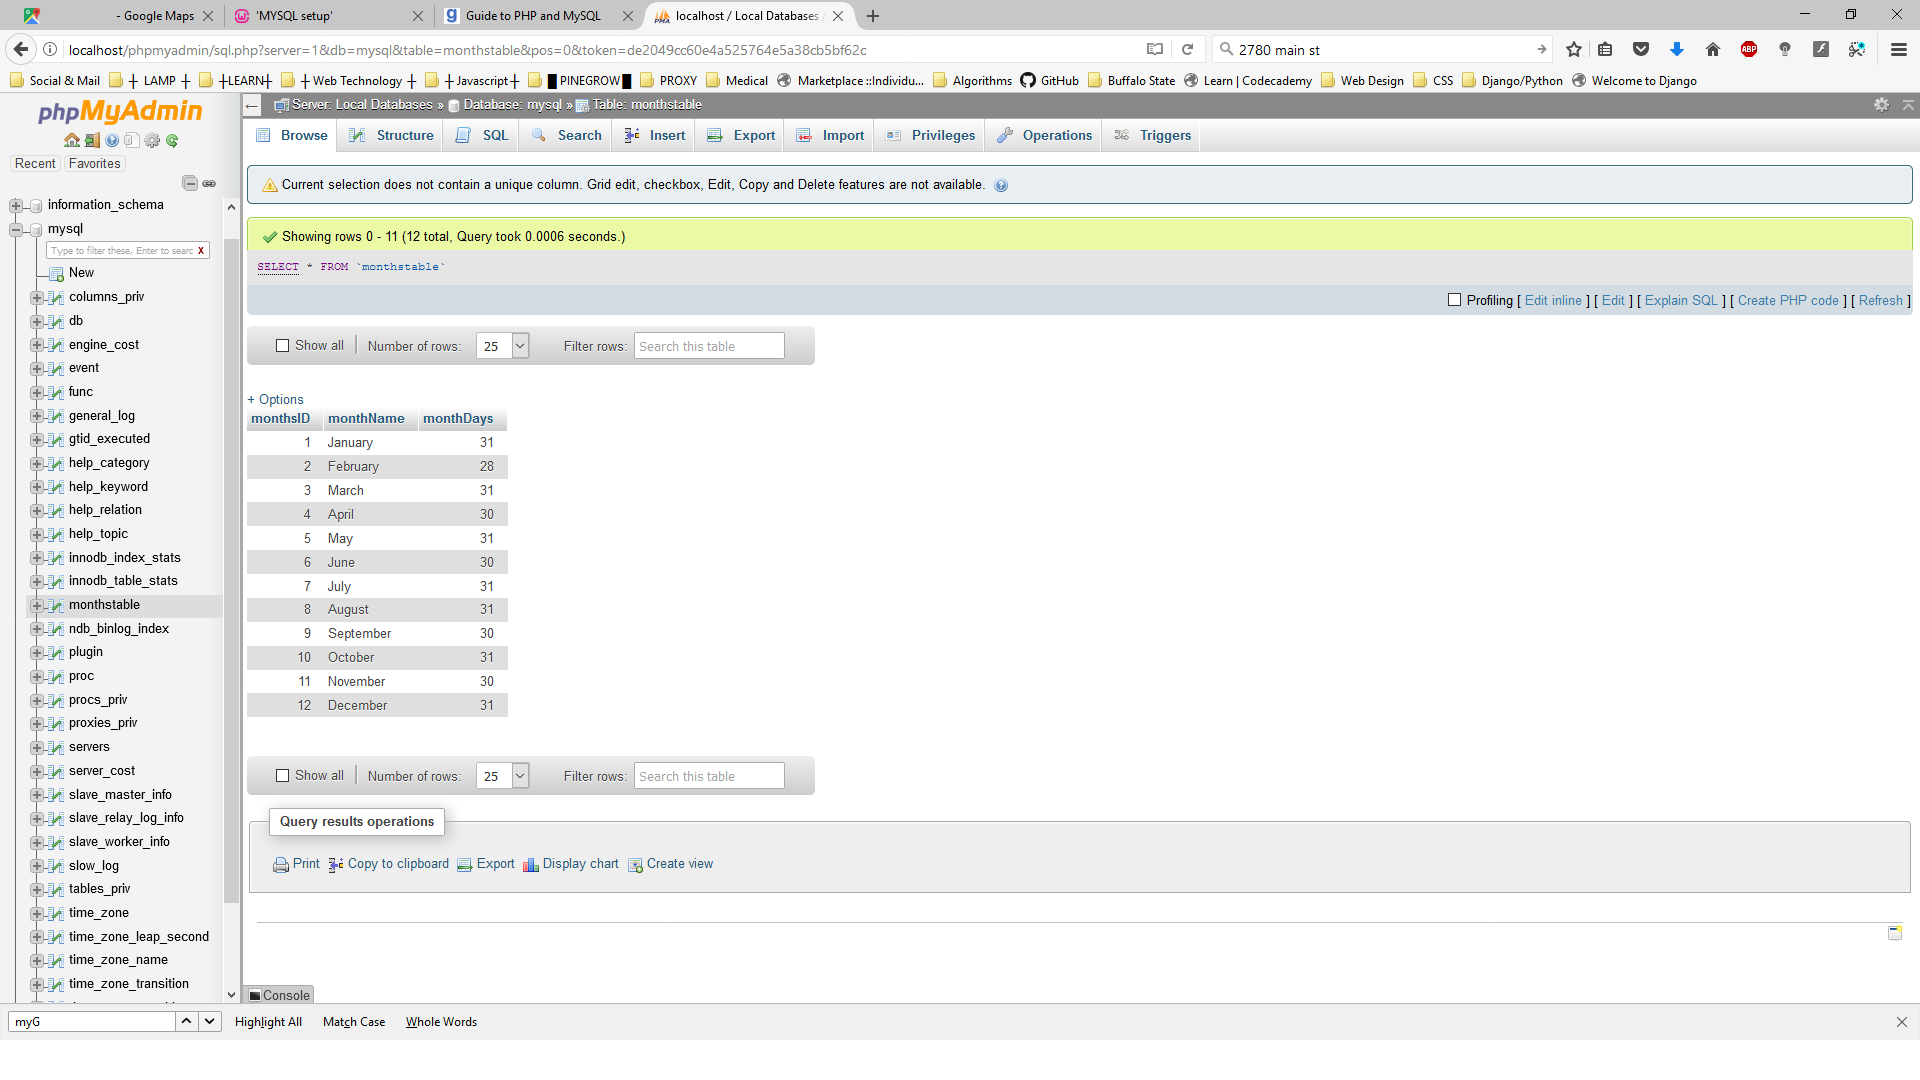 - Google Maps
'MYSQL setup'
Guide to PHP and MySQL
localhost / Local Databases
localhost/phpmyadmin/sql.php?server=1&db=mysql&table=monthstable&pos=0&token=de2049cc60e4a525764e5a38cb5bf62c
2780 main st
ABP
Social & Mail ╪ LAMP ╪ ╪LEARN╪ ╪ Web Technology ╪ ╪ Javascript ╪ █PINEGROW█ PROXY Medical Marketplace ::Individu... Algorithms GitHub Buffalo State Learn | Codecademy Web Design CSS Django/Python Welcome to Django
phpMyAdmin
Recent Favorites
information_schema
mysql
Type to filter these, Enter to searc X
New
columns_priv
db
engine_cost
event
func
general_log
gtid_executed
help_category
help_keyword
help_relation
help_topic
innodb_index_stats
innodb_table_stats
monthstable
ndb_binlog_index
plugin
proc
procs_priv
proxies_priv
servers
server_cost
slave_master_info
slave_relay_log_info
slave_worker_info
slow_log
tables_priv
time_zone
time_zone_leap_second
time_zone_name
time_zone_transition
Server: Local Databases » Database: mysql » Table: monthstable
Browse Structure SQL Search Insert Export Import Privileges Operations Triggers
Current selection does not contain a unique column. Grid edit, checkbox, Edit, Copy and Delete features are not available.
Showing rows 0 - 11 (12 total, Query took 0.0006 seconds.)
SELECT * FROM `monthstable`
Profiling [ Edit inline ] [ Edit ] [ Explain SQL ] [ Create PHP code ] [ Refresh ]
Show all Number of rows: 25 Filter rows: Search this table
+ Options
monthsID monthName monthDays
1 January 31
2 February 28
3 March 31
4 April 30
5 May 31
6 June 30
7 July 31
8 August 31
9 September 30
10 October 31
11 November 30
12 December 31
Show all Number of rows: 25 Filter rows: Search this table
Query results operations
Print Copy to clipboard Export Display chart Create view
Console
myG Highlight All Match Case Whole Words